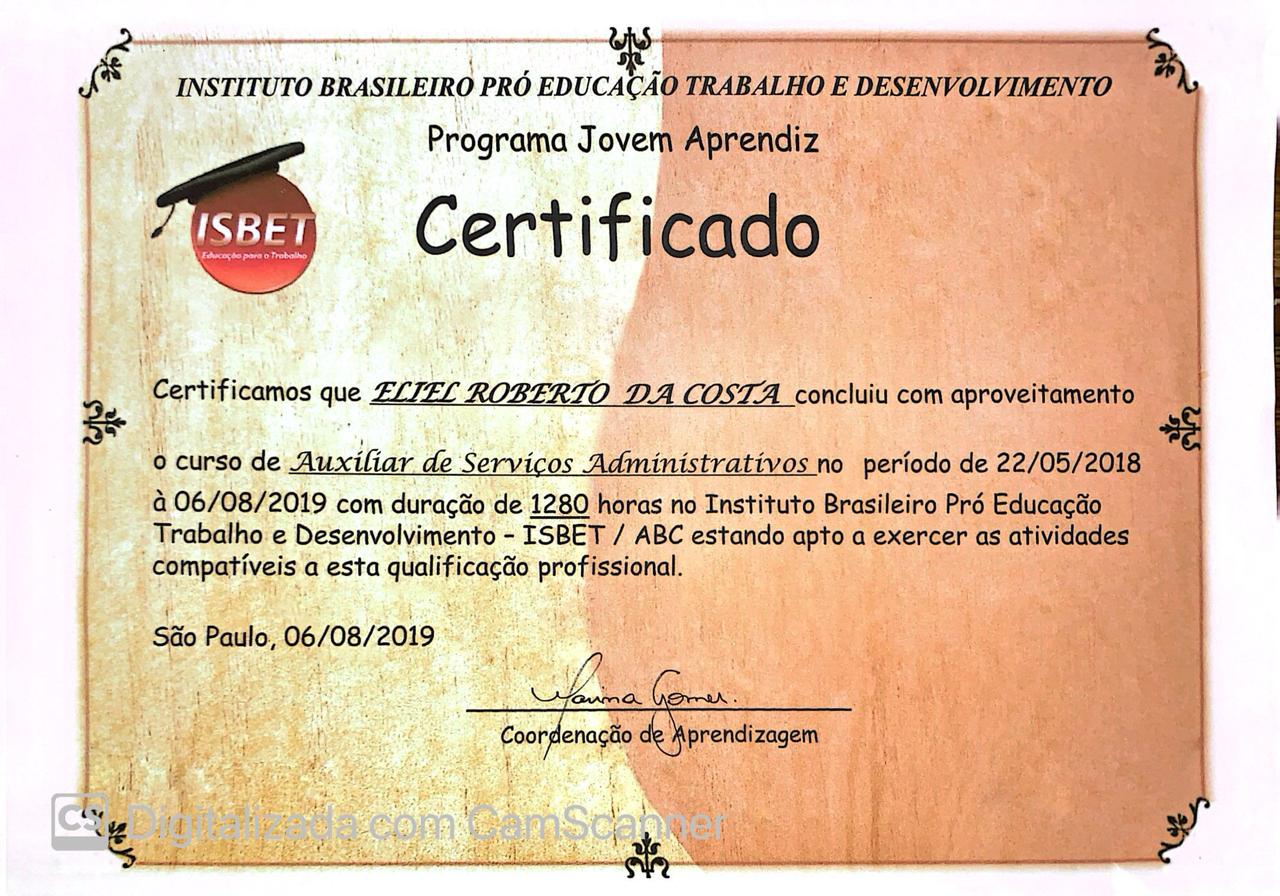 INSTITUTO BRASILEIRO PRÓ EDUCAÇÃO TRABALHO E DESENVOLVIMENTO
Programa Jovem Aprendiz
Certificado
ISBET
Educação para o Trabalho
Certificamos que ELIEL ROBERTO DA COSTA concluiu com aproveitamento
o curso de Auxiliar de Serviços Administrativos no período de 22/05/2018
à 06/08/2019 com duração de 1280 horas no Instituto Brasileiro Pró Educação
Trabalho e Desenvolvimento – ISBET / ABC estando apto a exercer as atividades
compatíveis a esta qualificação profissional.
São Paulo, 06/08/2019
Marina Gomes.
Coordenação de Aprendizagem
CS Digitalizada com CamScanner